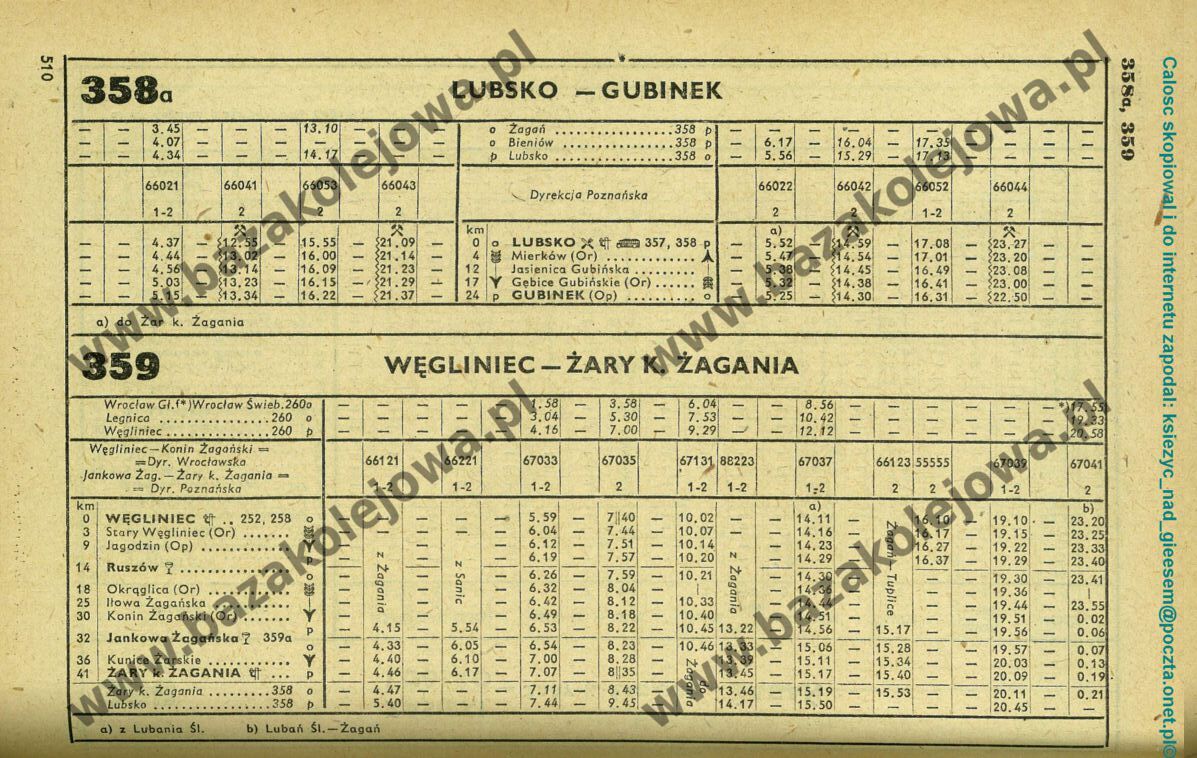 510
358a, 359
358a LUBSKO — GUBINEK
— — 3.45 — — — 13.10 — — — o Żagań 358 p — — — — — — — — — —
— — 4.07 — — — — — — o Bieniów 358 p — 6.17 — 16.04 — 17.35 — — — —
— — 4.34 — — — 14.17 — — — p Lubsko 358 o — 5.56 — 15.29 — 17.13 — — — —
66021 66041 66053 66043 Dyrekcja Poznańska 66022 66042 66052 66044
1-2 2 2 2 2 2 1-2 2
km a)
— — 4.37 — 12.55 — 15.55 — 21.09 — 0 o LUBSKO 357, 358 p — 5.52 — 14.59 — 17.08 — 23.27 — —
— — 4.44 — 13.02 — 16.00 — 21.14 — 4 Mierków (Or) — 5.47 — 14.54 — 17.01 — 23.20 — —
— — 4.56 — 13.14 — 16.09 — 21.23 — 12 Jasienica Gubińska — 5.38 — 14.45 — 16.49 — 23.08 — —
— — 5.03 — 13.23 — 16.15 — 21.29 — 17 Gębice Gubińskie (Or) — 5.32 — 14.38 — 16.41 — 23.00 — —
— — 5.15 — 13.34 — 16.22 — 21.37 — 24 p GUBINEK (Op) o — 5.25 — 14.30 — 16.31 — 22.50 — —
a) do Żar k. Żagania
359 WĘGLINIEC — ŻARY K. ŻAGANIA
Wrocław Gł. (*)Wrocław Świeb. 260 o — — — — — 1.58 — 3.58 — 6.04 — — 8.56 — — — — — — *) 17.55
Legnica 260 o — — — — — 3.04 — 5.30 — 7.53 — — 10.42 — — — — — — 19.33
Węgliniec 260 p — — — — — 4.16 — 7.00 — 9.29 — — 12.12 — — — — — — 20.58
Węgliniec — Konin Żagański =
= Dyr. Wrocławska
Jankowa Żag. — Żary k. Żagania =
= Dyr. Poznańska
66121 66221 67033 67035 67131 88223 67037 66123 55555 67039 67041
1-2 1-2 1-2 2 1-2 1-2 1-2 2 2 1-2 2
km a) b)
0 WĘGLINIEC 252, 258 o — — — — 5.59 — 7||40 — 10.02 — 14.11 — 16.10 — 19.10 — 23.20
3 Stary Węgliniec (Or) — — — — 6.04 — 7.44 — 10.07 — 14.16 — 16.17 — 19.15 — 23.25
9 Jagodzin (Op) — — 6.12 — 7.51 — 10.14 — 14.23 — 16.27 — 19.22 — 23.33
14 Ruszów p — — 6.19 — 7.57 — 10.20 — 14.29 — 16.37 — 19.29 — 23.40
o — — 6.26 — 7.59 — 10.21 — 14.30 — — 19.30 — 23.41
18 Okrąglica (Or) — — 6.32 — 8.04 — — 14.36 — — 19.36 — |
25 Iłowa Żagańska — — 6.42 — 8.12 — 10.33 — — — 19.44 — 23.55
30 Konin Żagański (Or) — — 6.49 — 8.18 — 10.40 — 14.51 — — 19.51 — 0.02
32 Jankowa Żagańska 359a p — 4.15 — 5.54 — 6.53 — 8.22 — 10.45 13.22 — 14.56 — 15.17 — — 19.56 — 0.06
o — 4.33 — 6.05 — 6.54 — 8.23 — 10.46 13.33 — 15.06 — 15.28 — — 19.57 — 0.07
36 Kunice Żarskie — 4.40 — 6.10 — 7.00 — 8.28 — 13.39 — 15.11 — 15.34 — — 20.03 — 0.13
41 ŻARY k. ŻAGANIA p — 4.46 — 6.17 — 7.07 — 8||35 — 13.45 — 15.17 — 15.40 — — 20.09 — 0.19
Żary k. Żagania 358 o — 4.47 — — 7.11 — 8.43 — 13.46 — 15.19 — 15.53 — — 20.11 — 0.21
Lubsko 358 p — 5.40 — — 7.44 — 9.45 — 14.17 — 15.50 — — — — 20.45 —
z Żagania
z Sanic
z Żagania
do Żagania
Żagań Tuplice
a) z Lubania Śl. b) Lubań Śl. — Żagań
www.bazakolejowa.pl
www.bazakolejowa.pl
www.bazakolejowa.pl
www.bazakolejowa.pl
Calosc skopiowal i do internetu zapodal: ksiezyc_nad_gieesem@poczta.onet.pl©